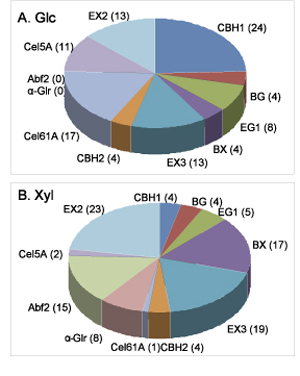 A. Glc
EX2 (13)
CBH1 (24)
Cel5A (11)
Abf2 (0)
α-Glr (0)
BG (4)
Cel61A (17)
EG1 (8)
CBH2 (4)
BX (4)
EX3 (13)
B. Xyl
CBH1 (4)
BG (4)
EX2 (23)
EG1 (5)
BX (17)
Cel5A (2)
Abf2 (15)
EX3 (19)
α-Glr (8)
Cel61A (1) CBH2 (4)